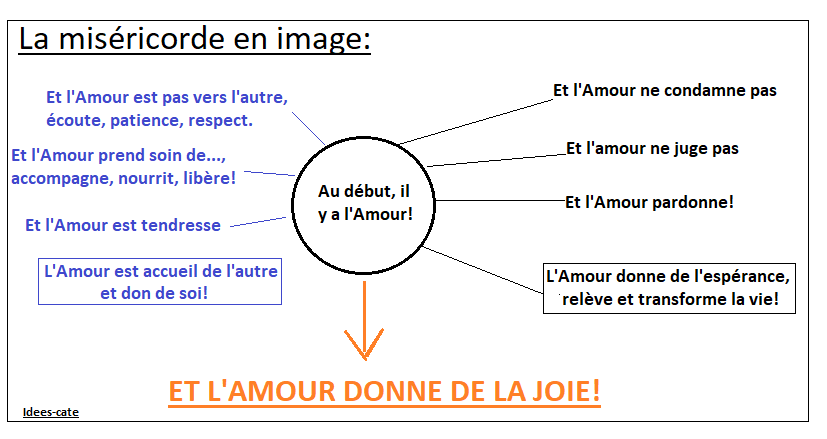 La miséricorde en image:
Et l'Amour est pas vers l'autre,
écoute, patience, respect.
Et l'Amour prend soin de...,
accompagne, nourrit, libère!
Et l'Amour est tendresse
L'Amour est accueil de l'autre
et don de soi!
Au début, il
y a l'Amour!
Et l'Amour ne condamne pas
Et l'amour ne juge pas
Et l'Amour pardonne!
L'Amour donne de l'espérance,
relève et transforme la vie!
ET L'AMOUR DONNE DE LA JOIE!
Idees-cate